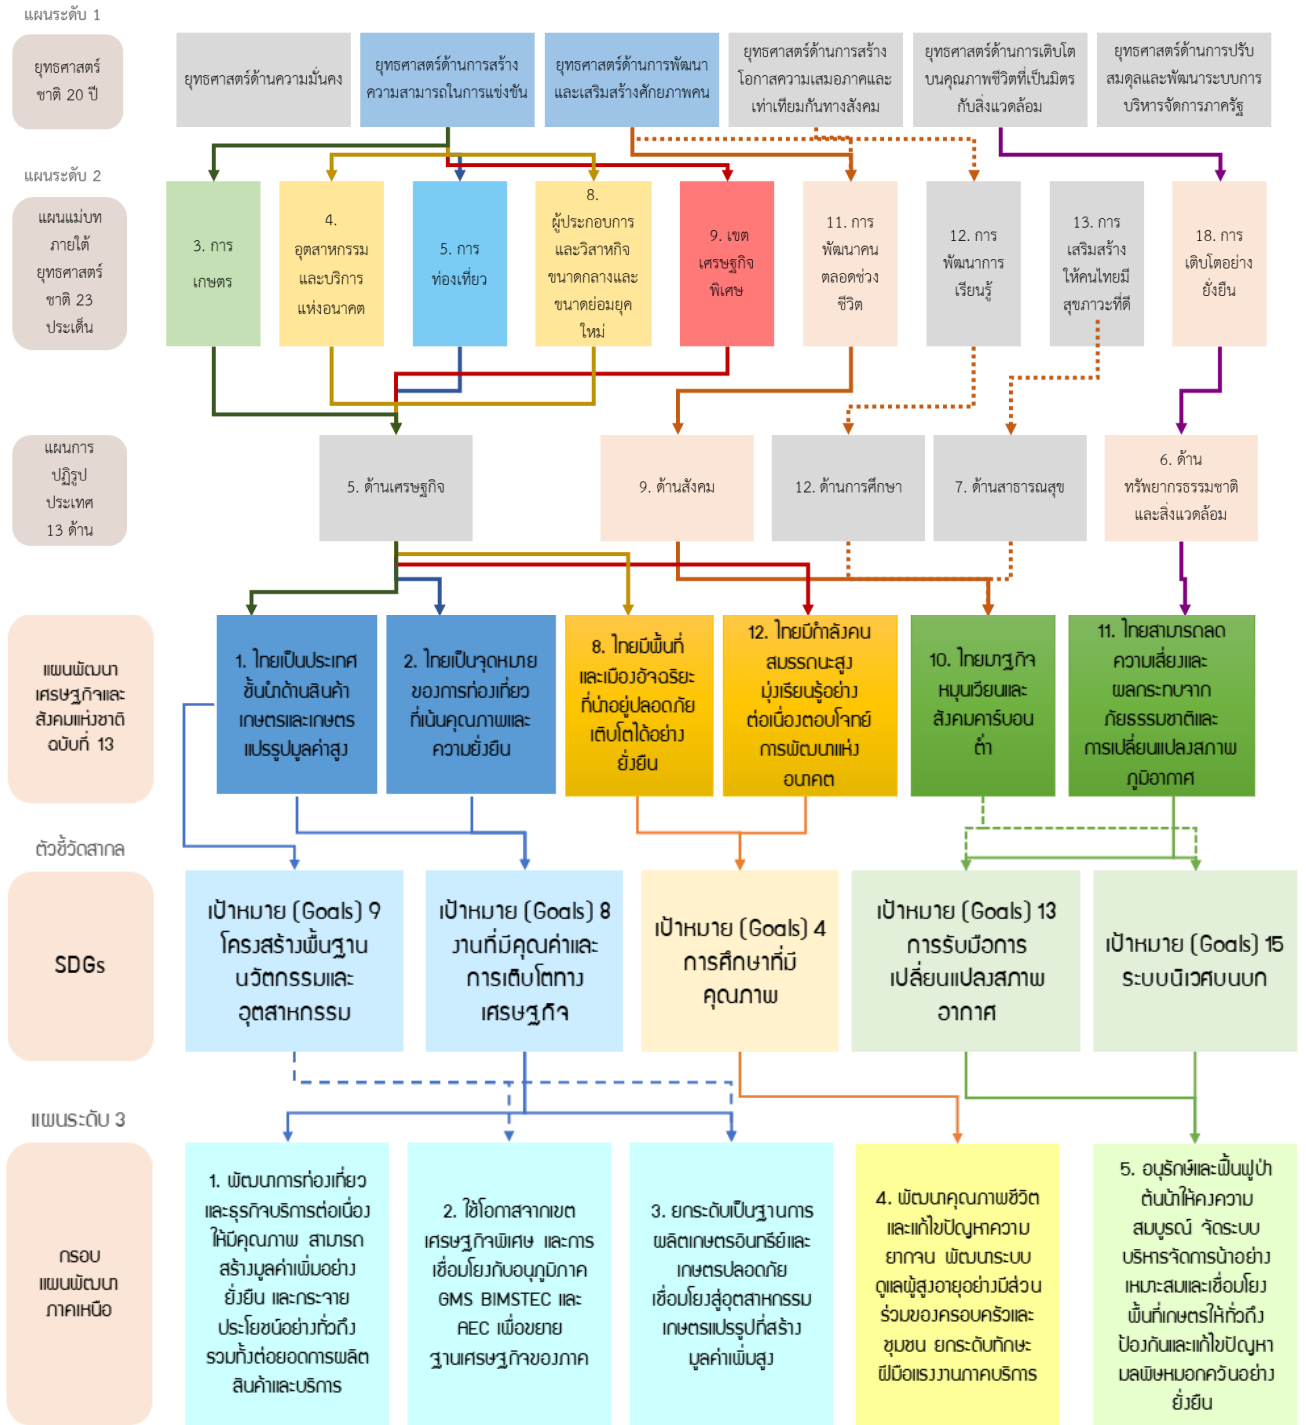 แผนระดับ 1
ยุทธศาสตร์
ชาติ 20 ปี
ยุทธศาสตร์ด้านความมั่นคง
ยุทธศาสตร์ด้านการสร้าง
ความสามารถในการแข่งขัน
ยุทธศาสตร์ด้านการพัฒนา
และเสริมสร้างศักยภาพคน
ยุทธศาสตร์ด้านการสร้าง
โอกาสความเสมอภาคและ
เท่าเทียมกันทางสังคม
ยุทธศาสตร์ด้านการเติบโต
บนคุณภาพชีวิตที่เป็นมิตร
กับสิ่งแวดล้อม
ยุทธศาสตร์ด้านการปรับ
สมดุลและพัฒนาระบบการ
บริหารจัดการภาครัฐ
แผนระดับ 2
แผนแม่บท
ภายใต้
ยุทธศาสตร์
ชาติ 23
ประเด็น
3. การ
เกษตร
4.
อุตสาหกรรม
และบริการ
แห่งอนาคต
5. การ
ท่องเที่ยว
8.
ผู้ประกอบการ
และวิสาหกิจ
ขนาดกลางและ
ขนาดย่อมยุค
ใหม่
9. เขต
เศรษฐกิจ
พิเศษ
11. การ
พัฒนาคน
ตลอดช่วง
ชีวิต
12. การ
พัฒนาการ
เรียนรู้
13. การ
เสริมสร้าง
ให้คนไทยมี
สุขภาวะที่ดี
18. การ
เติบโตอย่าง
ยั่งยืน
แผนการ
ปฏิรูป
ประเทศ
13 ด้าน
5. ด้านเศรษฐกิจ
9. ด้านสังคม
12. ด้านการศึกษา
7. ด้านสาธารณสุข
6. ด้าน
ทรัพยากรธรรมชาติ
และสิ่งแวดล้อม
แผนพัฒนา
เศรษฐกิจและ
สังคมแห่งชาติ
ฉบับที่ 13
1. ไทยเป็นประเทศ
ชั้นนำด้านสินค้า
เกษตรและเกษตร
แปรรูปมูลค่าสูง
2. ไทยเป็นจุดหมาย
ของการท่องเที่ยว
ที่เน้นคุณภาพและ
ความยั่งยืน
8. ไทยมีพื้นที่
และเมืองอัจฉริยะ
ที่น่าอยู่ปลอดภัย
เติบโตได้อย่าง
ยั่งยืน
12. ไทยมีกำลังคน
สมรรถนะสูง
มุ่งเรียนรู้อย่าง
ต่อเนื่องตอบโจทย์
การพัฒนาแห่ง
อนาคต
10. ไทยมาฐกิจ
หมุนเวียนและ
สังคมคาร์บอน
ต่ำ
11. ไทยสามารถลด
ความเสี่ยงและ
ผลกระทบจาก
ภัยธรรมชาติและ
การเปลี่ยนแปลงสภาพ
ภูมิอากาศ
ตัวชี้วัดสากล
SDGs
เป้าหมาย (Goals) 9
โครงสร้างพื้นฐาน
นวัตกรรมและ
อุตสาหกรรม
เป้าหมาย (Goals) 8
งานที่มีคุณค่าและ
การเติบโตทาง
เศรษฐกิจ
เป้าหมาย (Goals) 4
การศึกษาที่มี
คุณภาพ
เป้าหมาย (Goals) 13
การรับมือการ
เปลี่ยนแปลงสภาพ
อากาศ
เป้าหมาย (Goals) 15
ระบบนิเวศบนบก
แผนระดับ 3
กรอบ
แผนพัฒนา
ภาคเหนือ
1. พัฒนาการท่องเที่ยว
และธุรกิจบริการต่อเนื่อง
ให้มีคุณภาพ สามารถ
สร้างมูลค่าเพิ่มอย่าง
ยั่งยืน และกระจาย
ประโยชน์อย่างทั่วถึง
รวมทั้งต่อยอดการผลิต
สินค้าและบริการ
2. ใช้โอกาสจากเขต
เศรษฐกิจพิเศษ และการ
เชื่อมโยงกับอนุภูมิภาค
GMS BIMSTEC และ
AEC เพื่อขยาย
ฐานเศรษฐกิจของภาค
3. ยกระดับเป็นฐานการ
ผลิตเกษตรอินทรีย์และ
เกษตรปลอดภัย
เชื่อมโยงสู่อุตสาหกรรม
เกษตรแปรรูปที่สร้าง
มูลค่าเพิ่มสูง
4. พัฒนาคุณภาพชีวิต
และแก้ไขปัญหาความ
ยากจน พัฒนาระบบ
ดูแลผู้สูงอายุอย่างมีส่วน
ร่วมของครอบครัวและ
ชุมชน ยกระดับทักษะ
ฝีมือแรงงานภาคบริการ
5. อนุรักษ์และฟื้นฟูป่า
ต้นน้ำให้คงความ
สมบูรณ์ จัดระบบ
บริหารจัดการน้ำอย่าง
เหมาะสมและเชื่อมโยง
พื้นที่เกษตรให้ทั่วถึง
ป้องกันและแก้ไขปัญหา
มลพิษหมอกควันอย่าง
ยั่งยืน